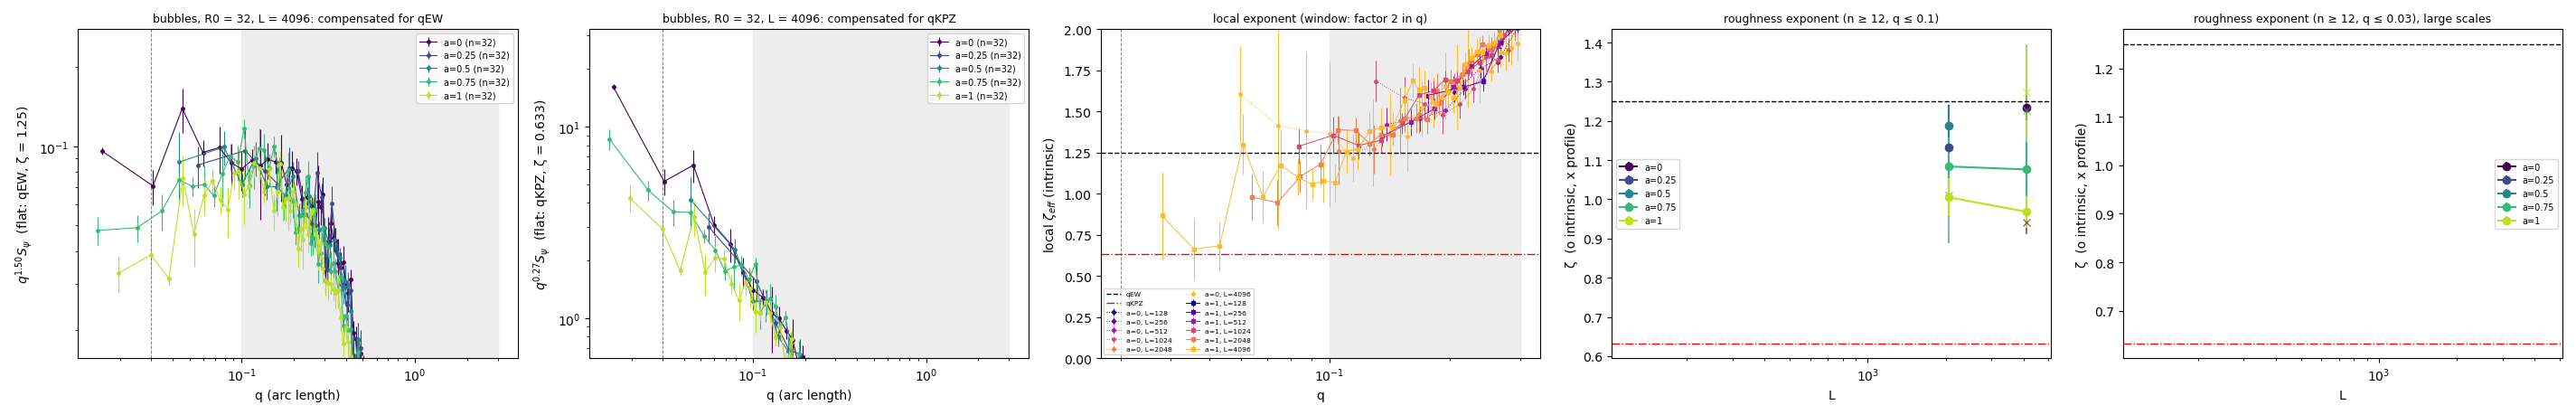 bubbles, R0 = 32, L = 4096: compensated for qEW
q^1.50 S_ψ (flat: qEW, ζ = 1.25)
10^-1
a=0 (n=32)
a=0.25 (n=32)
a=0.5 (n=32)
a=0.75 (n=32)
a=1 (n=32)
10^-1
10^0
q (arc length)
bubbles, R0 = 32, L = 4096: compensated for qKPZ
q^0.27 S_ψ (flat: qKPZ, ζ = 0.633)
10^1
10^0
a=0 (n=32)
a=0.25 (n=32)
a=0.5 (n=32)
a=0.75 (n=32)
a=1 (n=32)
10^-1
10^0
q (arc length)
local exponent (window: factor 2 in q)
local ζ_eff (intrinsic)
2.00
1.75
1.50
1.25
1.00
0.75
0.50
0.25
0.00
qEW
qKPZ
a=0, L=128
a=0, L=256
a=0, L=512
a=0, L=1024
a=0, L=2048
a=0, L=4096
a=1, L=128
a=1, L=256
a=1, L=512
a=1, L=1024
a=1, L=2048
a=1, L=4096
10^-1
q
roughness exponent (n ≥ 12, q ≤ 0.1)
ζ (o intrinsic, x profile)
1.4
1.3
1.2
1.1
1.0
0.9
0.8
0.7
0.6
a=0
a=0.25
a=0.5
a=0.75
a=1
10^3
L
roughness exponent (n ≥ 12, q ≤ 0.03), large scales
ζ (o intrinsic, x profile)
1.2
1.1
1.0
0.9
0.8
0.7
a=0
a=0.25
a=0.5
a=0.75
a=1
10^3
L